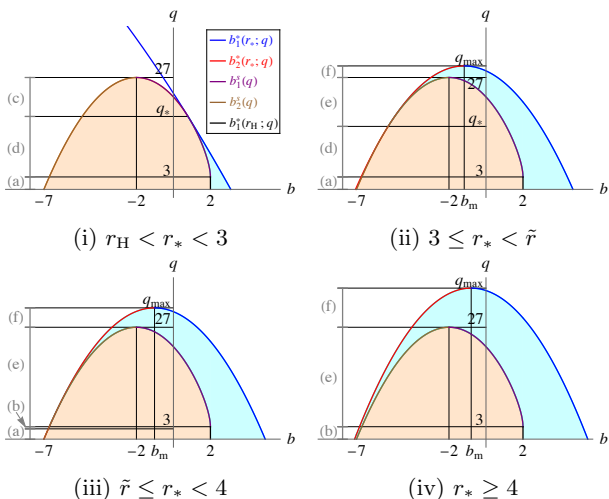 q
27
(c)
q*
(d)
3
(a)
−7
−2
2
b
b₁ˢ(r*; q)
b₂ˢ(r*; q)
b₁ˢ(q)
b₂ˢ(q)
b₁ˢ(r_H; q)
(i) r_H < r* < 3
q
(f)
q_max
27
(e)
q*
(d)
3
(a)
−7
−2
b_m
2
b
(ii) 3 ≤ r* < r̃
q
(f)
q_max
27
(e)
(b)
3
(a)
−7
−2
b_m
2
b
(iii) r̃ ≤ r* < 4
q
q_max
(f)
27
(e)
3
(b)
−7
−2
b_m
2
b
(iv) r* ≥ 4